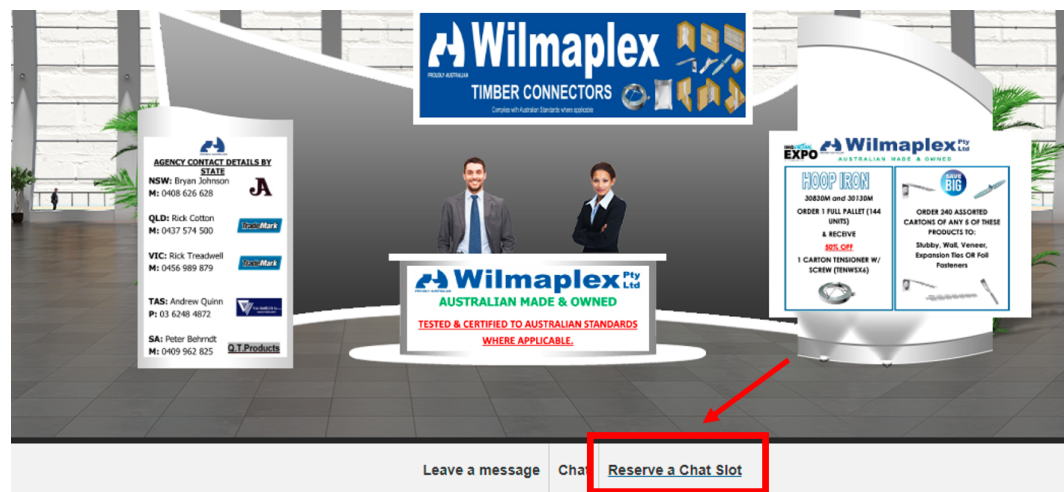 Wilmaplex
PROUDLY AUSTRALIAN
TIMBER CONNECTORS
Complies with Australian Standards where applicable
AGENCY CONTACT DETAILS BY
STATE
NSW: Bryan Johnson
M: 0408 626 628
JA
QLD: Rick Cotton
M: 0437 574 500
TradeMark
VIC: Rick Treadwell
M: 0456 989 879
TradeMark
TAS: Andrew Quinn
P: 03 6248 4872
SA: Peter Behrndt
M: 0409 962 825
Q.T.Products
Wilmaplex Pty Ltd
AUSTRALIAN MADE & OWNED
TESTED & CERTIFIED TO AUSTRALIAN STANDARDS
WHERE APPLICABLE.
EXPO
Wilmaplex Pty Ltd
AUSTRALIAN MADE & OWNED
HOOP IRON
30830M and 30130M
ORDER 1 FULL PALLET (144
UNITS)
& RECEIVE
50% OFF
1 CARTON TENSIONER W/
SCREW (TENWSX6)
SAVE
BIG
ORDER 240 ASSORTED
CARTONS OF ANY 5 OF THESE
PRODUCTS TO:
Stubby, Wall, Veneer,
Expansion Ties OR Foil
Fasteners
Leave a message
Chat
Reserve a Chat Slot